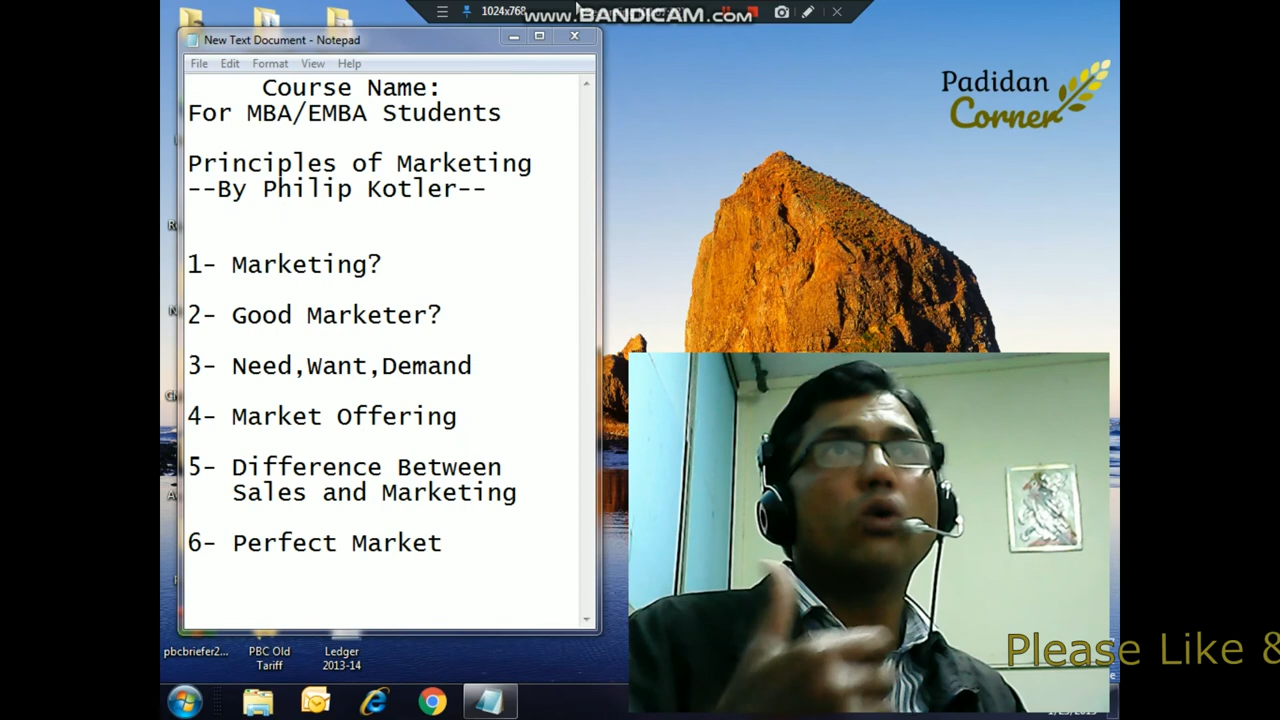 1024x768
www.BANDICAM.com
New Text Document - Notepad
File Edit Format View Help
Course Name:
For MBA/EMBA Students
Principles of Marketing
--By Philip Kotler--
1- Marketing?
2- Good Marketer?
3- Need,Want,Demand
4- Market Offering
5- Difference Between
Sales and Marketing
6- Perfect Market
Padidan
Corner
Please Like &
pbcbriefer2...
PBC Old
Tariff
Ledger
2013-14